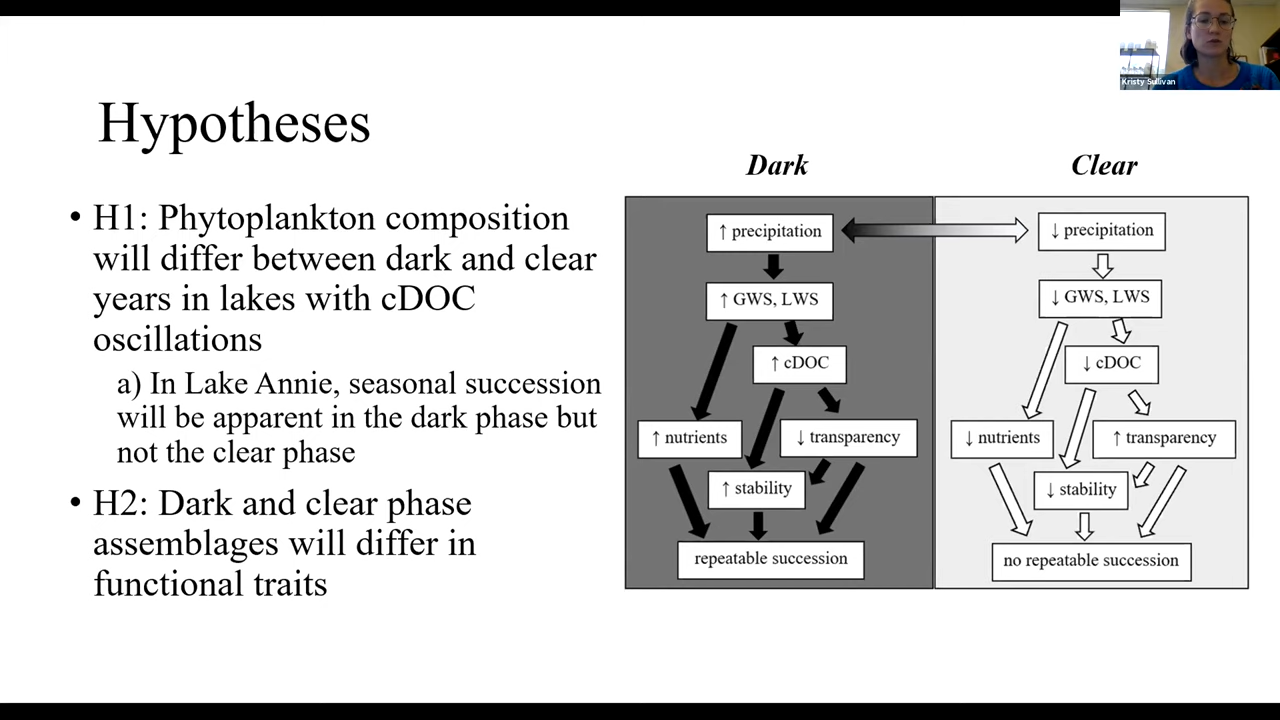 Kristy Sullivan
Hypotheses
• H1: Phytoplankton composition
will differ between dark and clear
years in lakes with cDOC
oscillations
a) In Lake Annie, seasonal succession
will be apparent in the dark phase but
not the clear phase
• H2: Dark and clear phase
assemblages will differ in
functional traits
Dark
↑ precipitation
↑ GWS, LWS
↑ cDOC
↑ nutrients
↓ transparency
↑ stability
repeatable succession
Clear
↓ precipitation
↓ GWS, LWS
↓ cDOC
↓ nutrients
↑ transparency
↓ stability
no repeatable succession